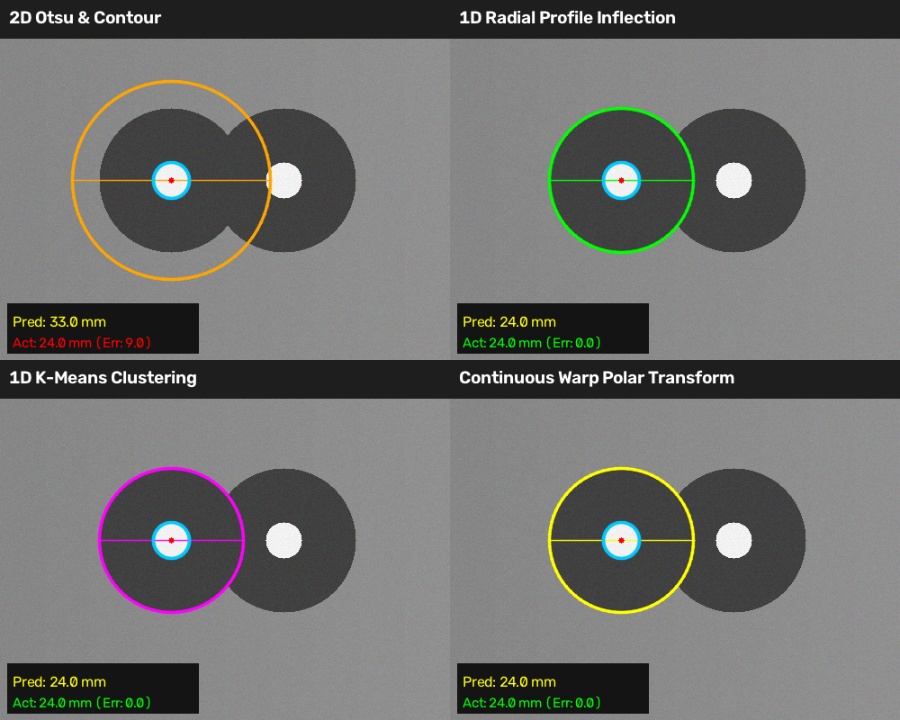 2D Otsu & Contour
1D Radial Profile Inflection
Pred: 33.0 mm
Act: 24.0 mm (Err: 9.0)
Pred: 24.0 mm
Act: 24.0 mm (Err: 0.0)
1D K-Means Clustering
Continuous Warp Polar Transform
Pred: 24.0 mm
Act: 24.0 mm (Err: 0.0)
Pred: 24.0 mm
Act: 24.0 mm (Err: 0.0)